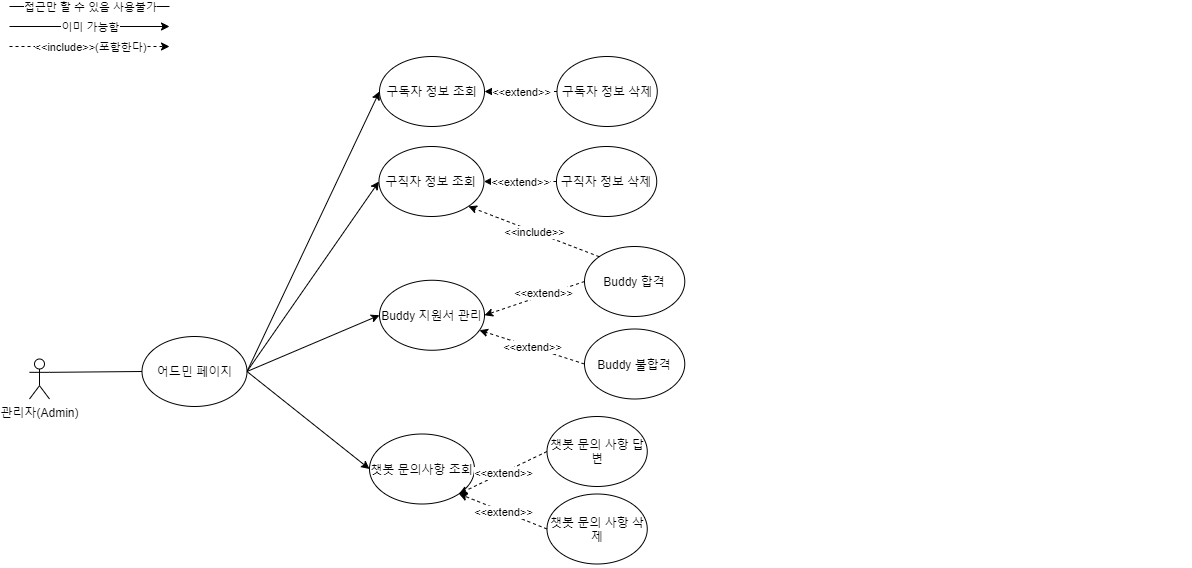 접근만 할 수 있음 사용불가
이미 가능함
<<include>>(포함한다)
구독자 정보 조회
<<extend>>
구독자 정보 삭제
구직자 정보 조회
<<extend>>
구직자 정보 삭제
<<include>>
Buddy 합격
<<extend>>
Buddy 지원서 관리
<<extend>>
Buddy 불합격
어드민 페이지
관리자(Admin)
챗봇 문의 사항 답
변
챗봇 문의사항 조회
<<extend>>
<<extend>>
챗봇 문의 사항 삭
제